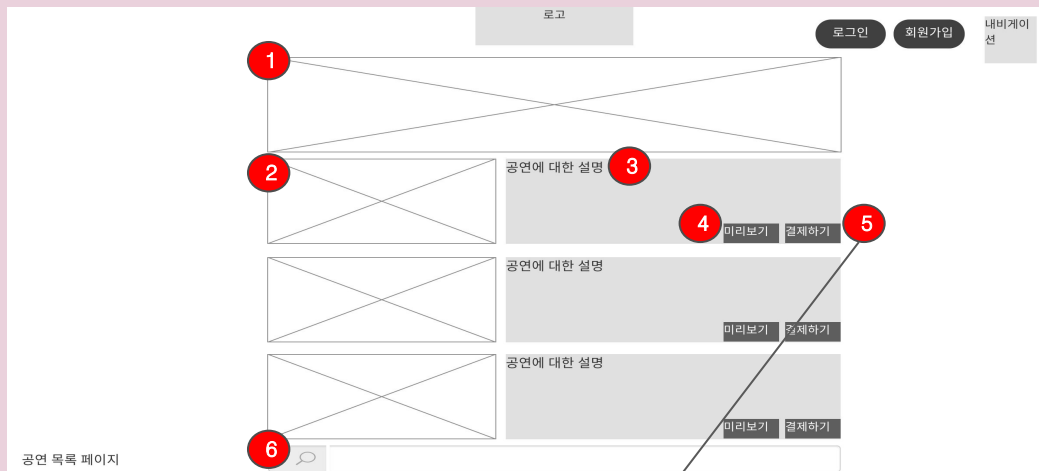 로고
로그인
회원가입
내비게이
션
1
2
공연에 대한 설명
3
4
미리보기
결제하기
5
공연에 대한 설명
미리보기
결제하기
공연에 대한 설명
미리보기
결제하기
6
공연 목록 페이지